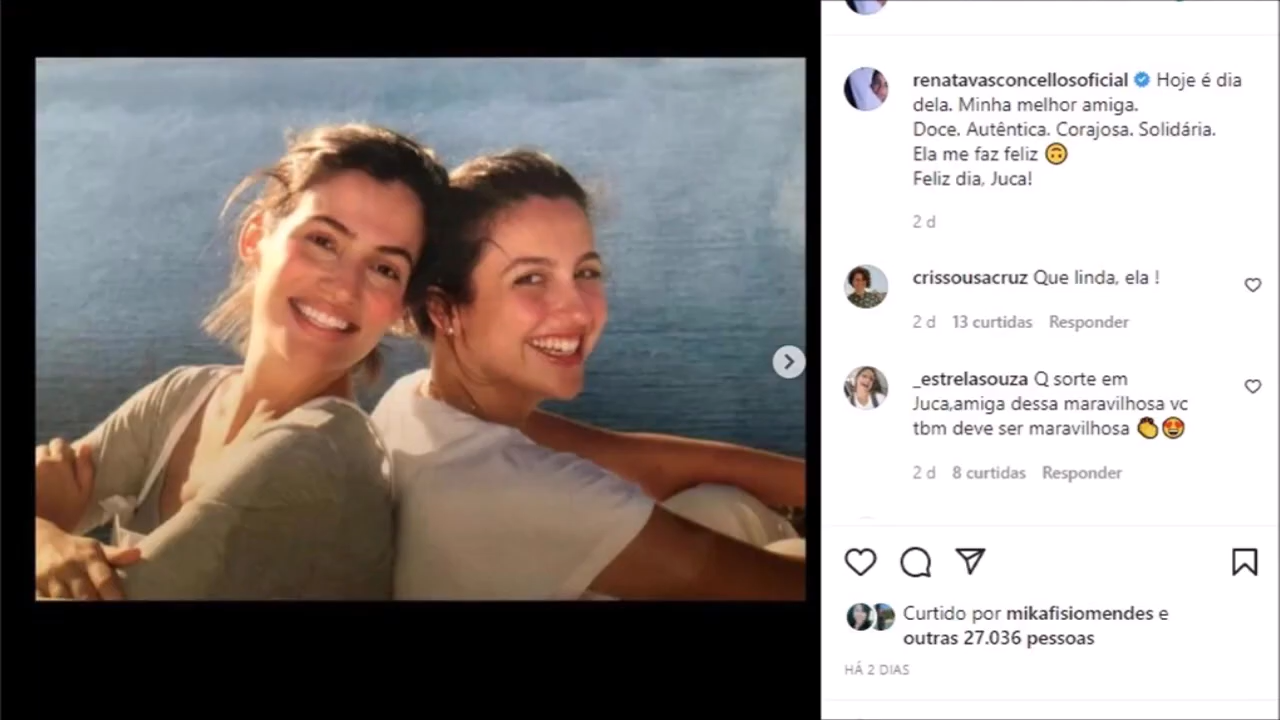 renatavasconcellosoficial Hoje é dia
dela. Minha melhor amiga.
Doce. Autêntica. Corajosa. Solidária.
Ela me faz feliz 🙃
Feliz dia, Juca!
2 d
crissousacruz Que linda, ela !
2 d 13 curtidas Responder
_estrelasouza Q sorte em
Juca,amiga dessa maravilhosa vc
tbm deve ser maravilhosa 👏🤩
2 d 8 curtidas Responder
Curtido por mikafisiomendes e
outras 27.036 pessoas
HÁ 2 DIAS